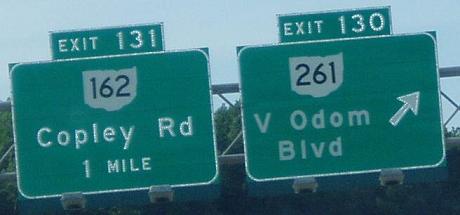 EXIT 131
162
Copley Rd
1 MILE
EXIT 130
261
V Odom
Blvd